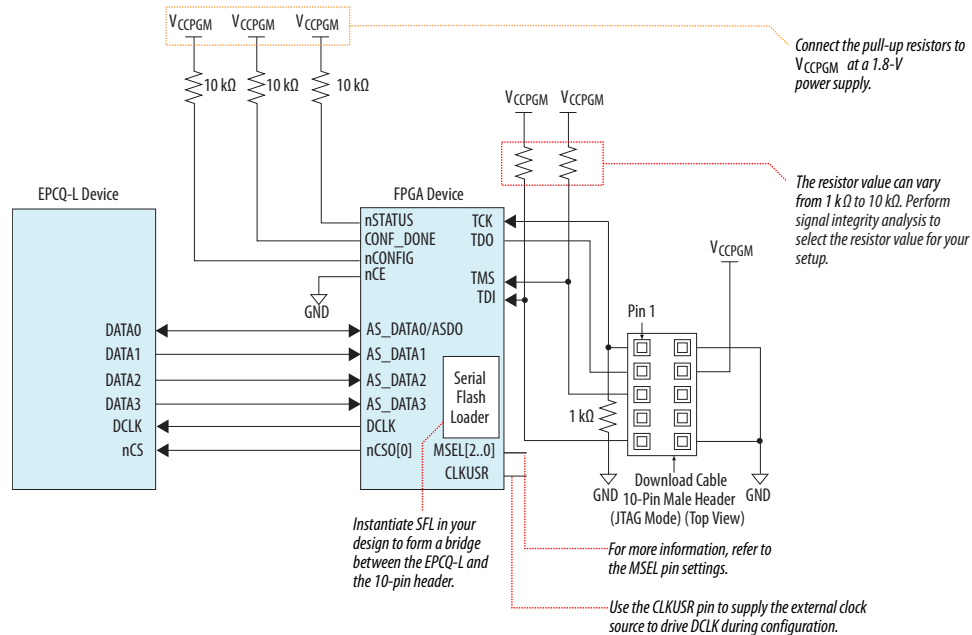 VCCPGM VCCPGM VCCPGM
10 kΩ 10 kΩ 10 kΩ
Connect the pull-up resistors to
VCCPGM at a 1.8-V
power supply.
VCCPGM VCCPGM
The resistor value can vary
from 1 kΩ to 10 kΩ. Perform
signal integrity analysis to
select the resistor value for your
setup.
EPCQ-L Device
FPGA Device
nSTATUS
CONF_DONE
nCONFIG
nCE
GND
TCK
TDO
TMS
TDI
VCCPGM
Pin 1
DATA0
DATA1
DATA2
DATA3
DCLK
nCS
AS_DATA0/ASDO
AS_DATA1
AS_DATA2
AS_DATA3
DCLK
nCSO[0]
Serial
Flash
Loader
MSEL[2..0]
CLKUSR
1 kΩ
GND
GND
Download Cable
10-Pin Male Header
(JTAG Mode) (Top View)
Instantiate SFL in your
design to form a bridge
between the EPCQ-L and
the 10-pin header.
For more information, refer to
the MSEL pin settings.
Use the CLKUSR pin to supply the external clock
source to drive DCLK during configuration.